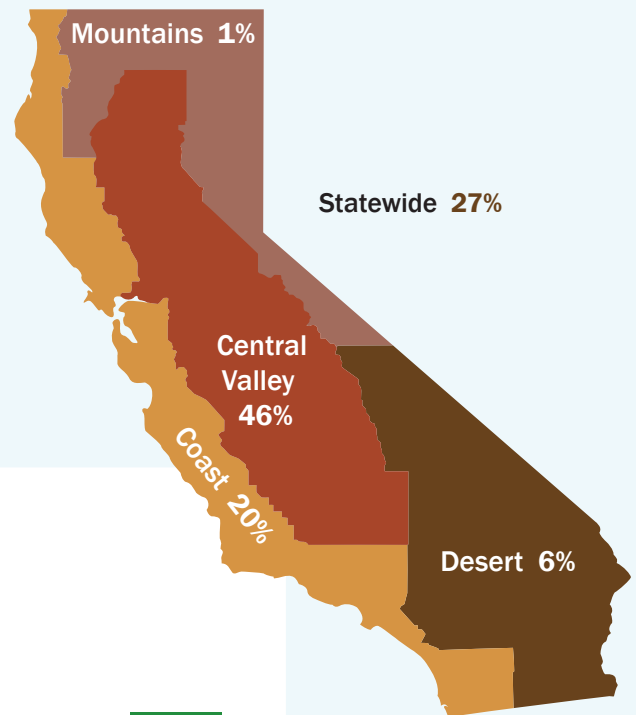 Mountains 1%
Statewide 27%
Central
Valley
46%
Coast 20%
Desert 6%